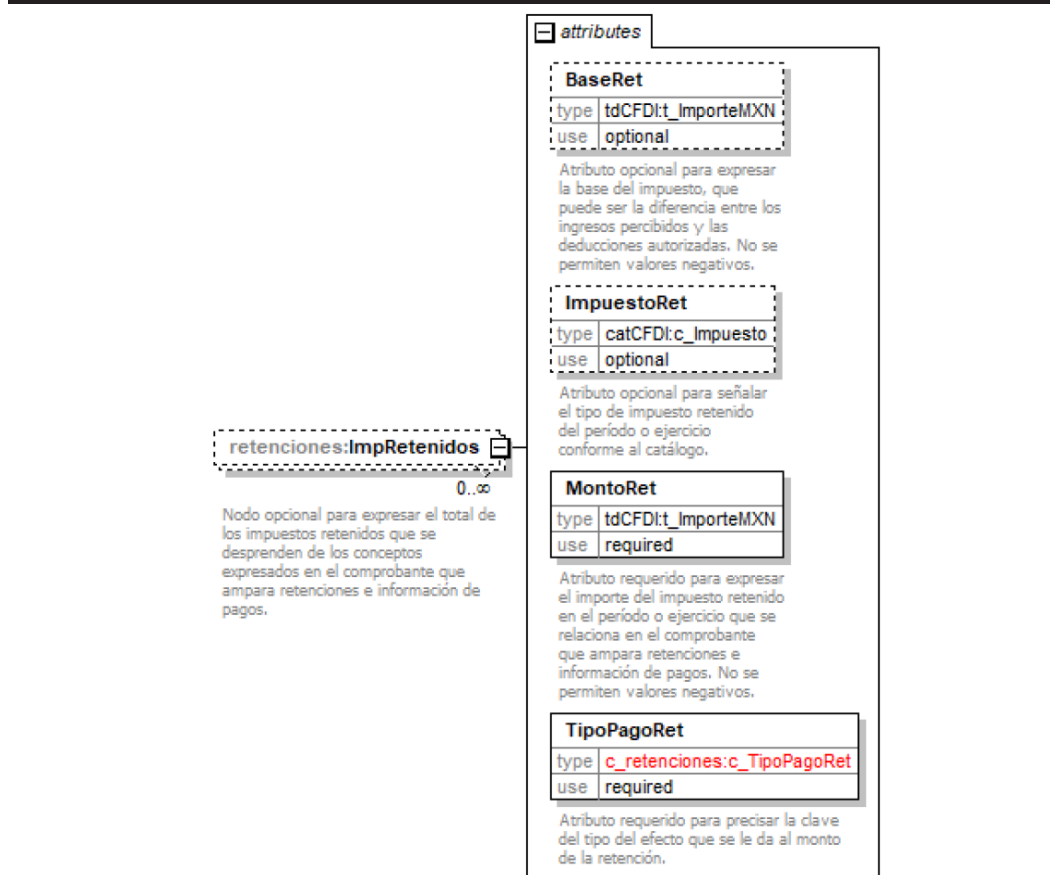 attributes
BaseRet
type tdCFDI:t_ImporteMXN
use optional
Atributo opcional para expresar
la base del impuesto, que
puede ser la diferencia entre los
ingresos percibidos y las
deducciones autorizadas. No se
permiten valores negativos.
ImpuestoRet
type catCFDI:c_Impuesto
use optional
Atributo opcional para señalar
el tipo de impuesto retenido
del período o ejercicio
conforme al catálogo.
retenciones:ImpRetenidos
0..∞
Nodo opcional para expresar el total de
los impuestos retenidos que se
desprenden de los conceptos
expresados en el comprobante que
ampara retenciones e información de
pagos.
MontoRet
type tdCFDI:t_ImporteMXN
use required
Atributo requerido para expresar
el importe del impuesto retenido
en el período o ejercicio que se
relaciona en el comprobante
que ampara retenciones e
información de pagos. No se
permiten valores negativos.
TipoPagoRet
type c_retenciones:c_TipoPagoRet
use required
Atributo requerido para precisar la clave
del tipo del efecto que se le da al monto
de la retención.